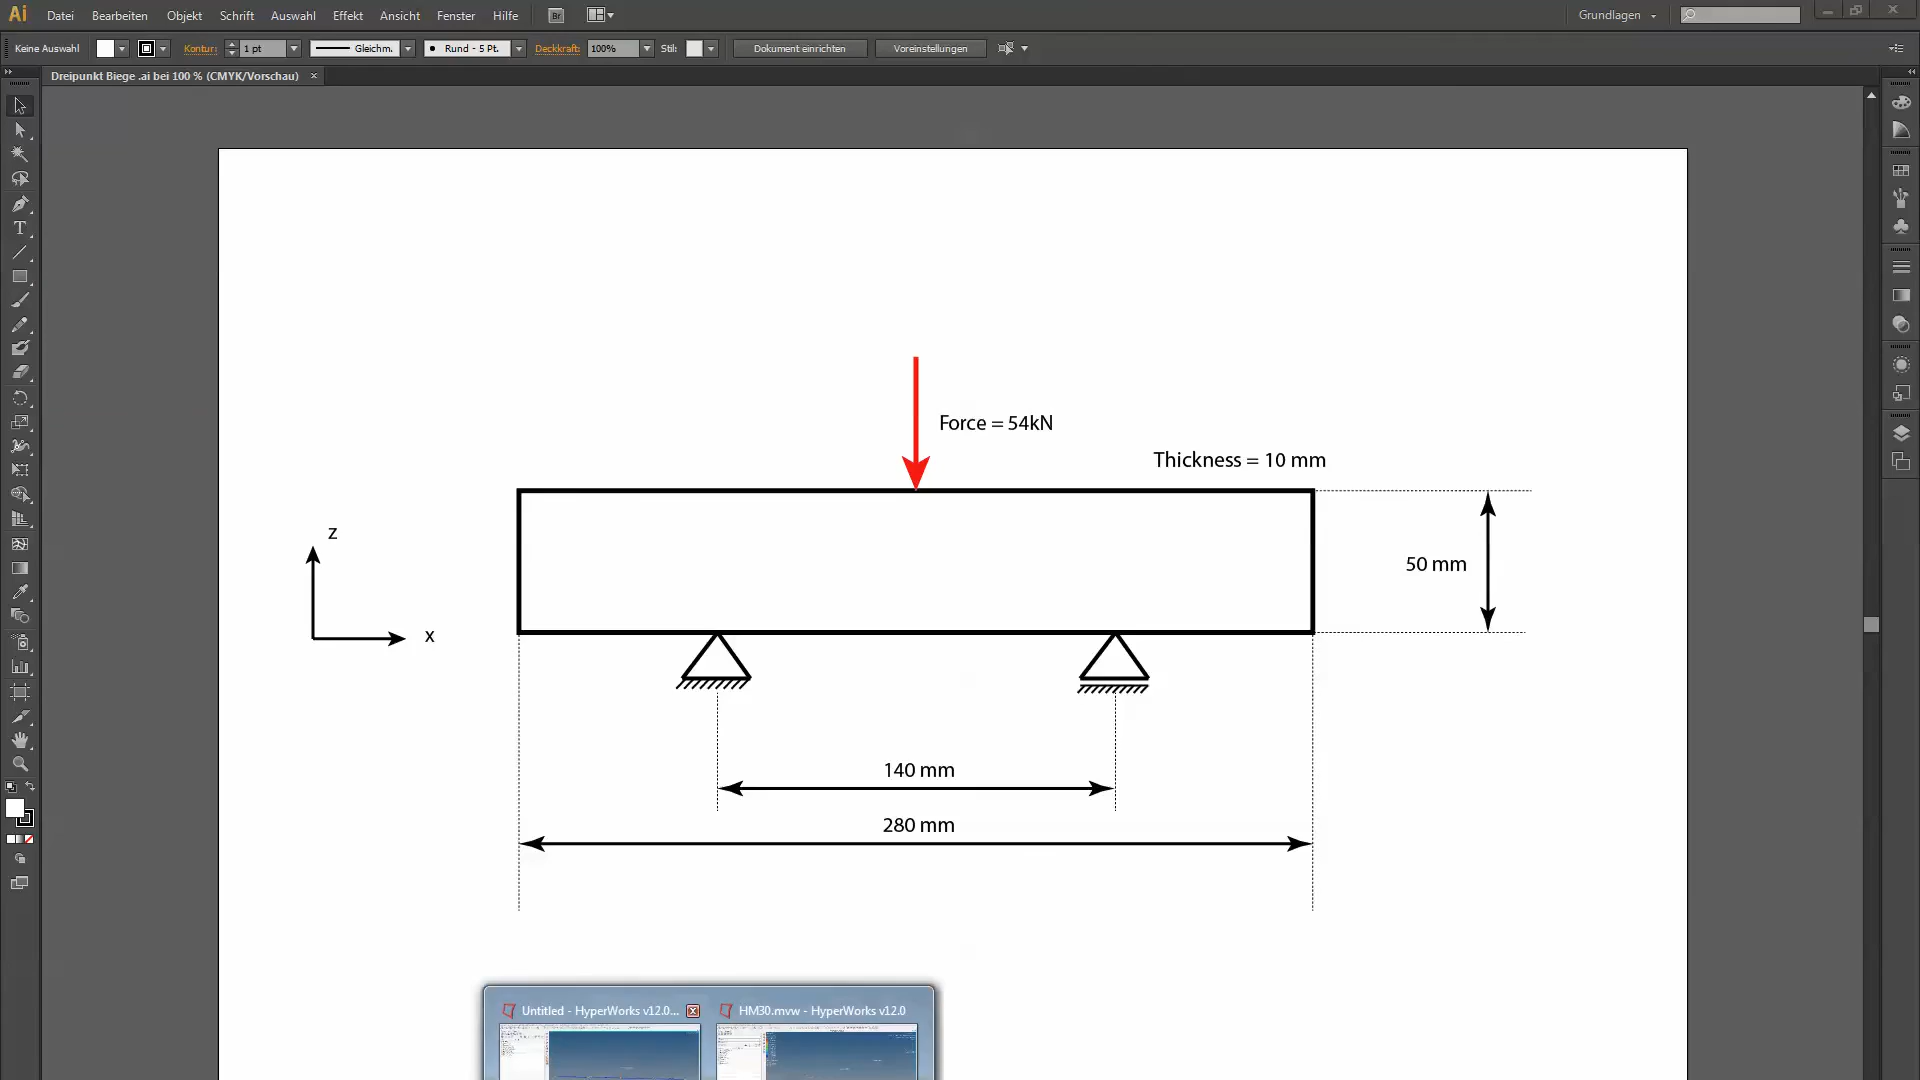 Ai Datei Bearbeiten Objekt Schrift Auswahl Effekt Ansicht Fenster Hilfe Br Grundlagen
Keine Auswahl Kontur: 1 pt Gleichm. Rund - 5 Pt. Deckkraft: 100% Stil: Dokument einrichten Voreinstellungen
Dreipunkt Biege .ai bei 100 % (CMYK/Vorschau)
Force = 54kN
Thickness = 10 mm
z
50 mm
x
140 mm
280 mm
Untitled - HyperWorks v12.0... HM30.mvw - HyperWorks v12.0